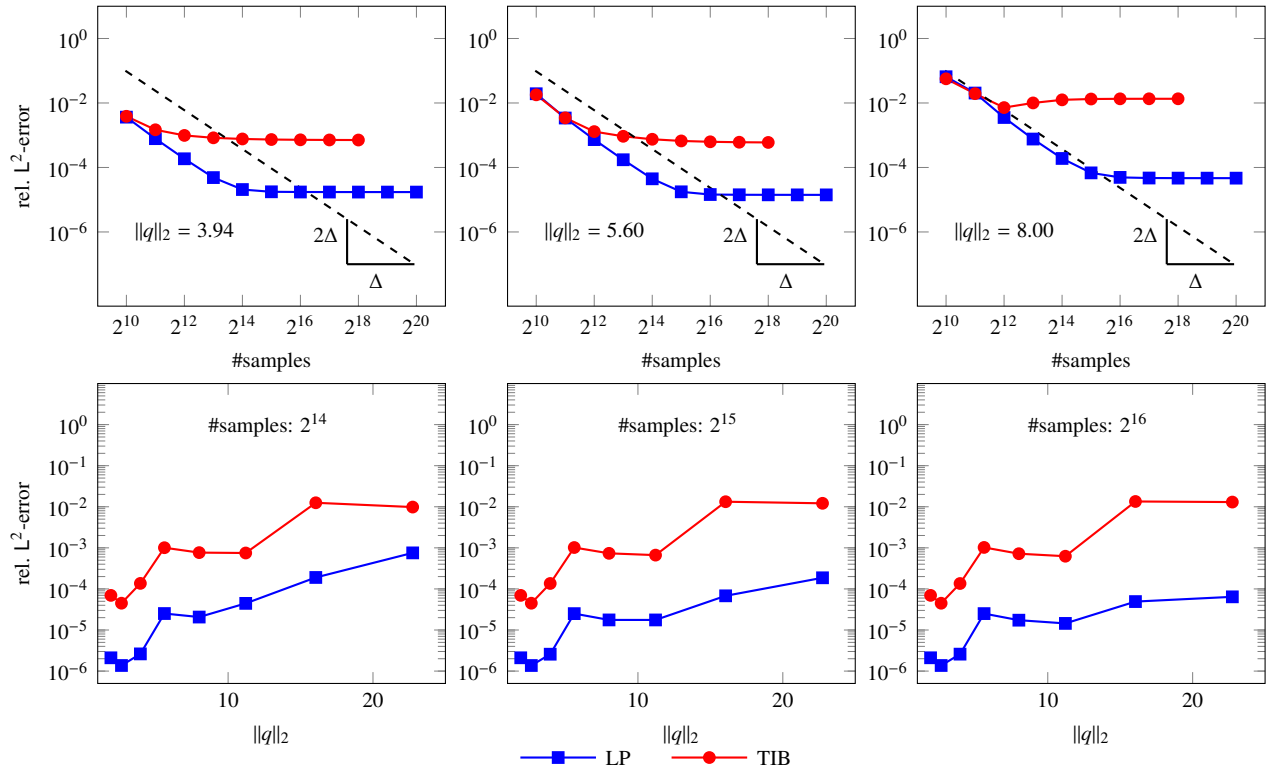 10^0
10^−2
10^−4
10^−6
rel. L^2-error
‖q‖_2 = 3.94
2Δ
Δ
2^10 2^12 2^14 2^16 2^18 2^20
#samples
‖q‖_2 = 5.60
2Δ
Δ
2^10 2^12 2^14 2^16 2^18 2^20
#samples
10^0
10^−2
10^−4
10^−6
‖q‖_2 = 8.00
2Δ
Δ
2^10 2^12 2^14 2^16 2^18 2^20
#samples
10^0
10^−2
10^−4
10^−6
#samples: 2^14
10^0
10^−1
10^−2
10^−3
10^−4
10^−5
10^−6
rel. L^2-error
10 20
‖q‖_2
#samples: 2^15
10^0
10^−1
10^−2
10^−3
10^−4
10^−5
10^−6
10 20
‖q‖_2
#samples: 2^16
10^0
10^−1
10^−2
10^−3
10^−4
10^−5
10^−6
10 20
‖q‖_2
LP TIB